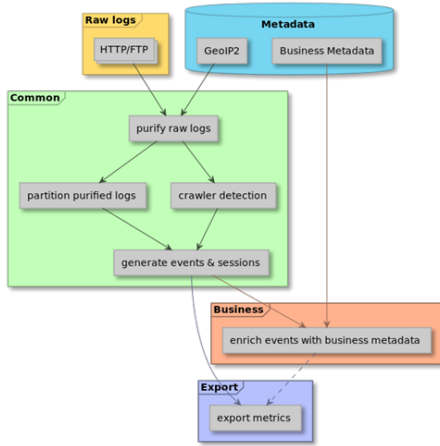 Raw logs
Metadata
HTTP/FTP
GeoIP2
Business Metadata
Common
purify raw logs
partition purified logs
crawler detection
generate events & sessions
Business
enrich events with business metadata
Export
export metrics